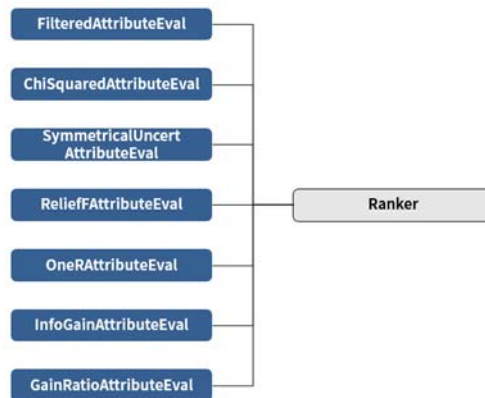 FilteredAttributeEval
ChiSquaredAttributeEval
SymmetricalUncert
AttributeEval
ReliefFAttributeEval
Ranker
OneRAttributeEval
InfoGainAttributeEval
GainRatioAttributeEval